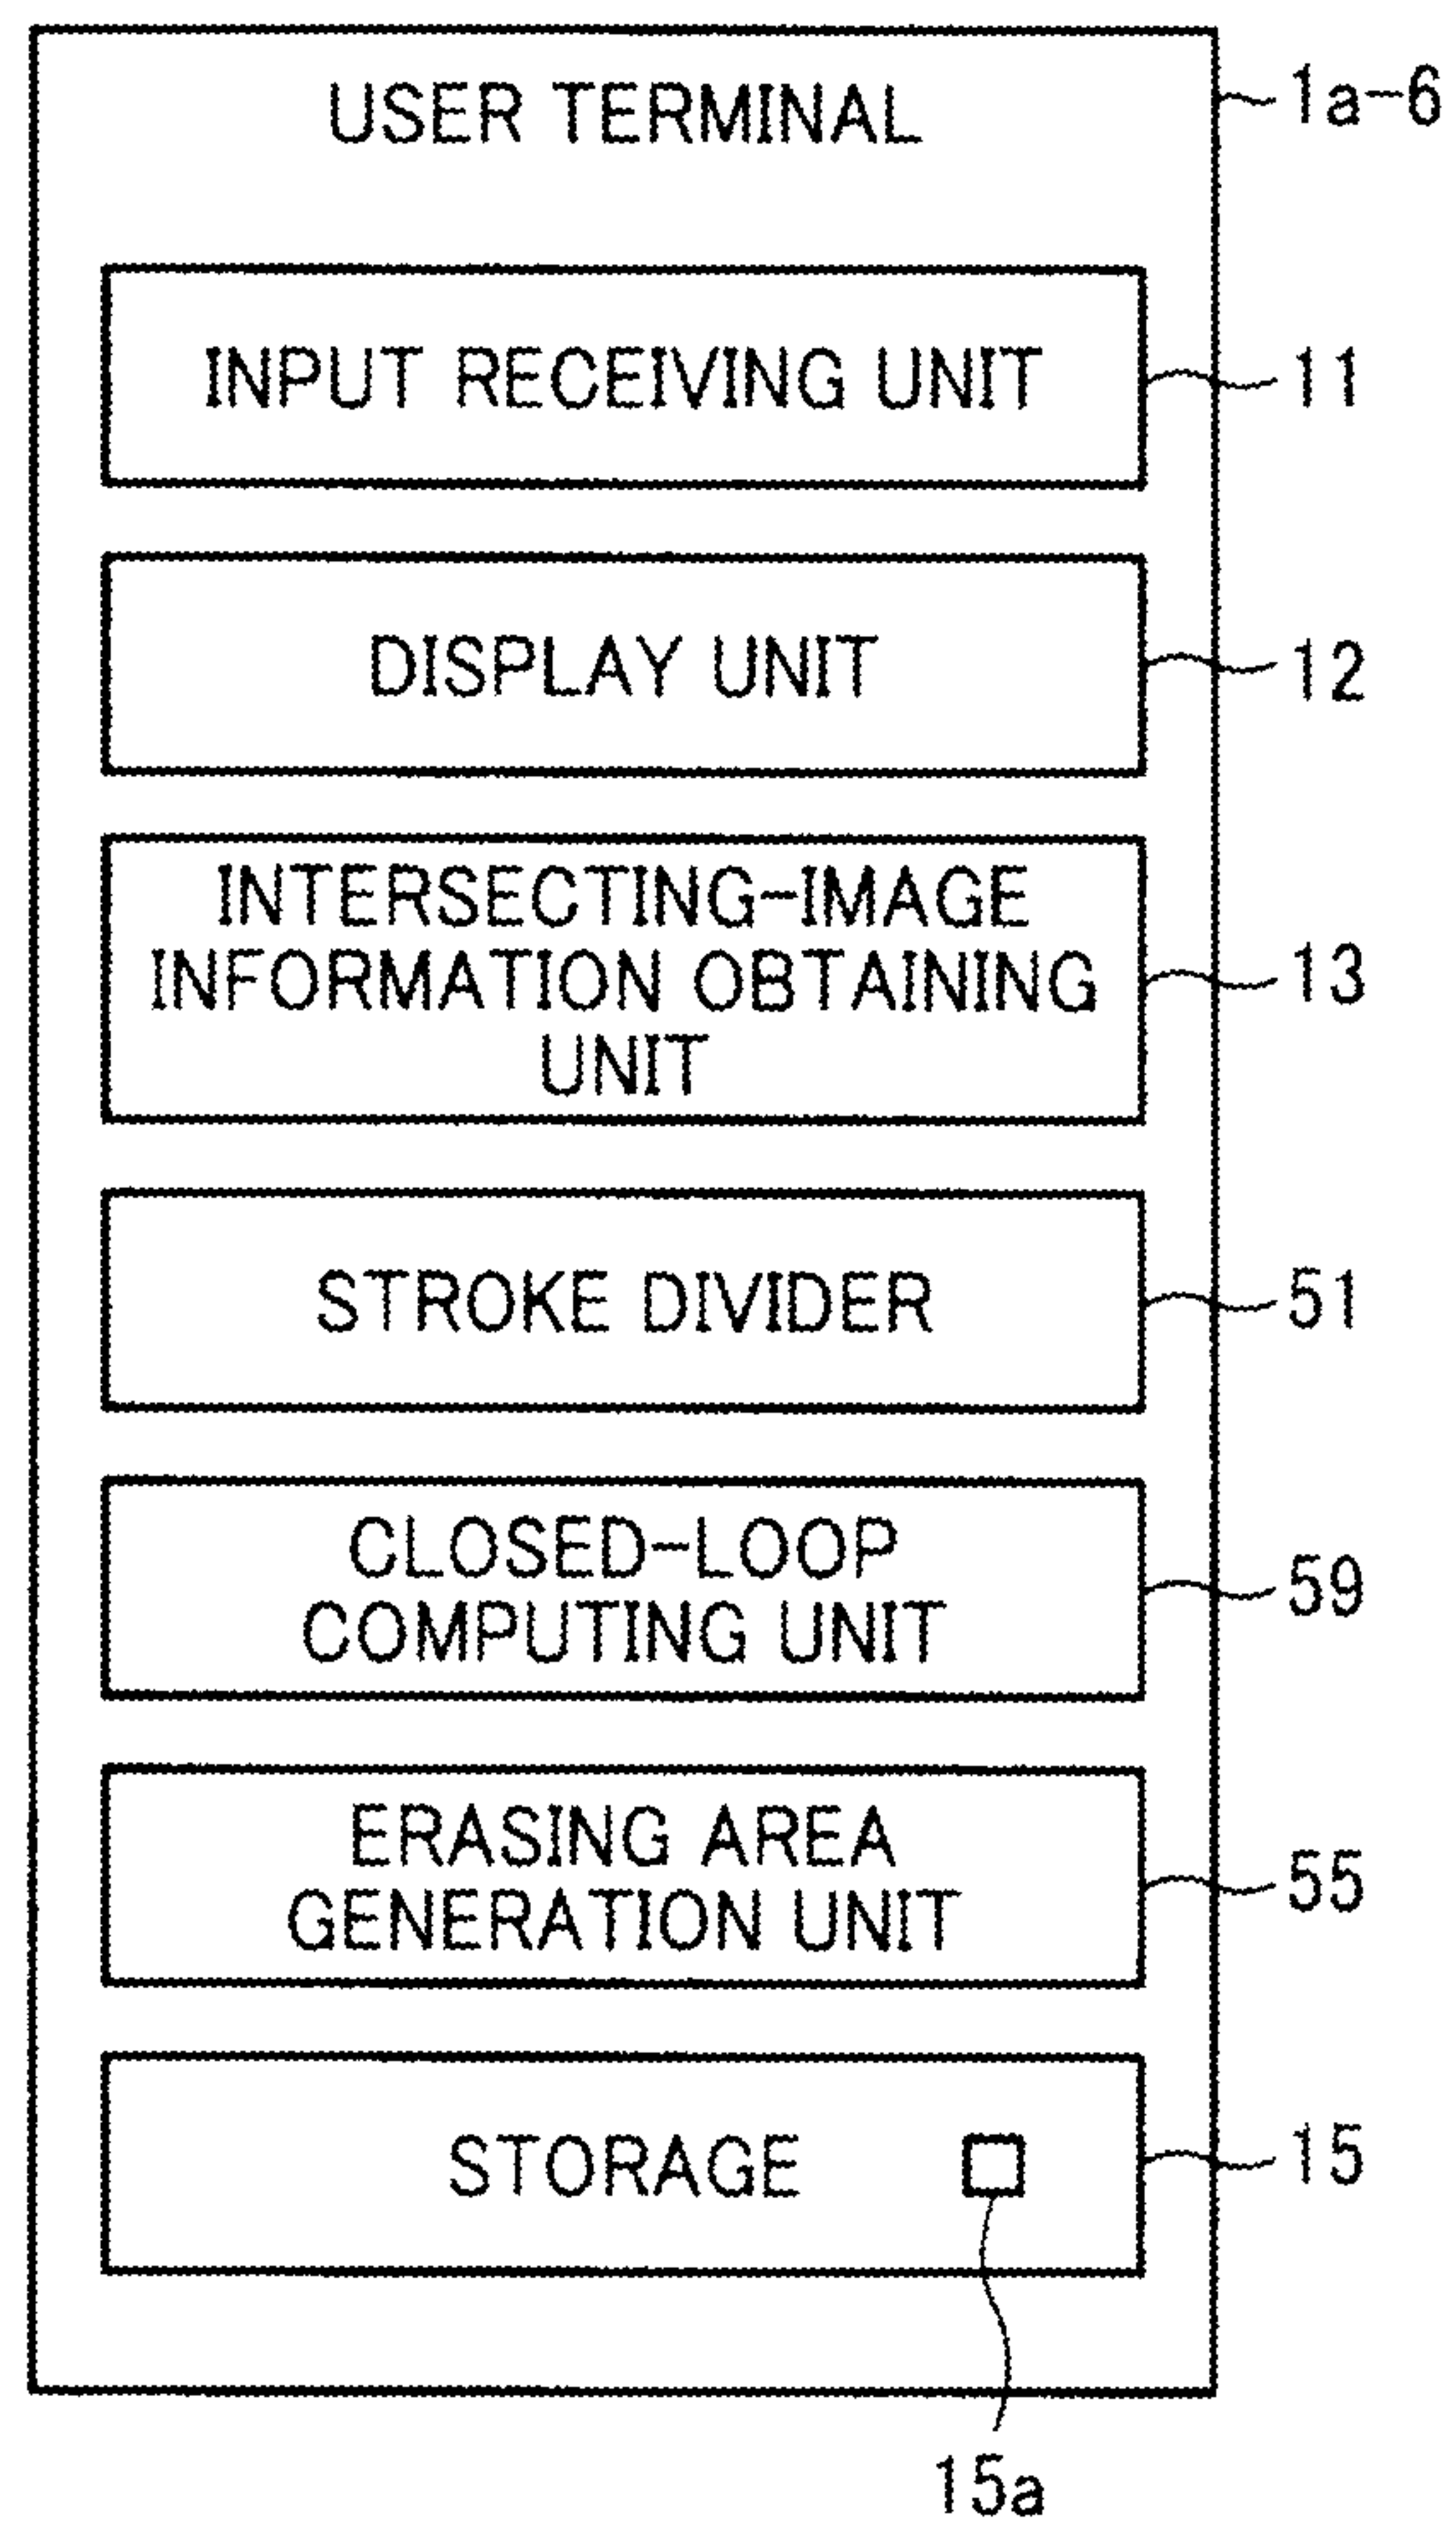 USER TERMINAL
1a-6
INPUT RECEIVING UNIT
11
DISPLAY UNIT
12
INTERSECTING-IMAGE
INFORMATION OBTAINING
UNIT
13
STROKE DIVIDER
51
CLOSED-LOOP
COMPUTING UNIT
59
ERASING AREA
GENERATION UNIT
55
STORAGE
15
15a